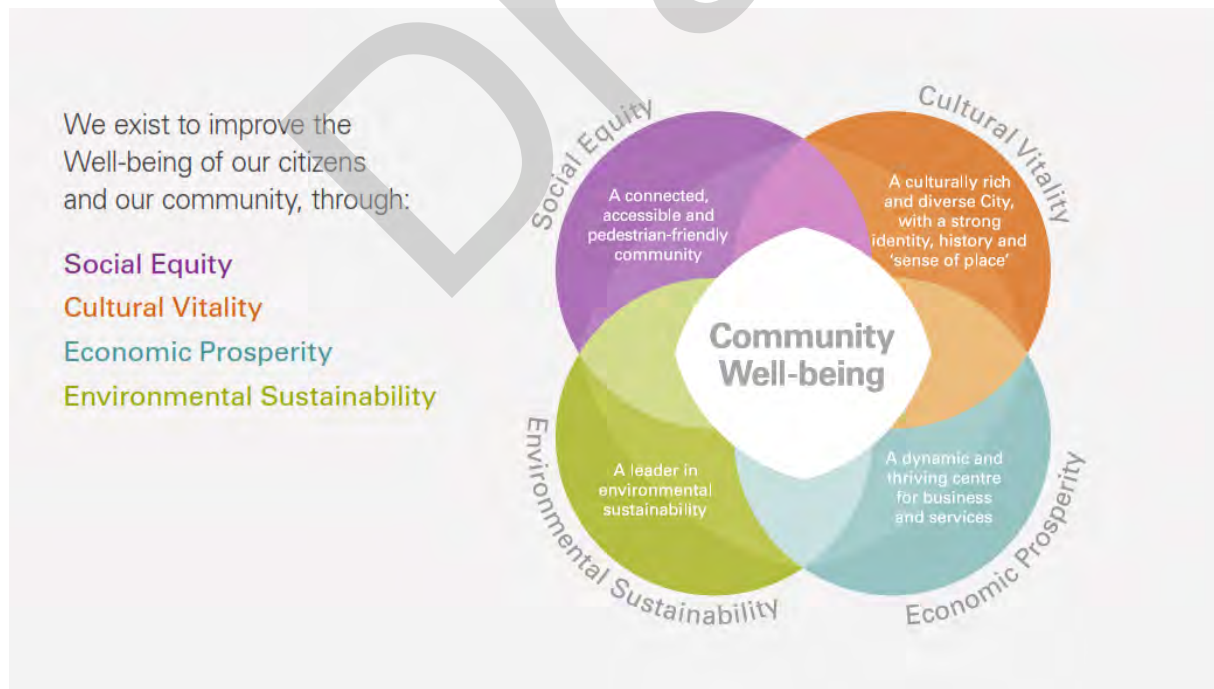 We exist to improve the
Well-being of our citizens
and our community, through:
Social Equity
Cultural Vitality
Economic Prosperity
Environmental Sustainability
Social Equity
A connected,
accessible and
pedestrian-friendly
community
Cultural Vitality
A culturally rich
and diverse City,
with a strong
identity, history and
‘sense of place’
Community
Well-being
Environmental Sustainability
A leader in
environmental
sustainability
Economic Prosperity
A dynamic and
thriving centre
for business
and services